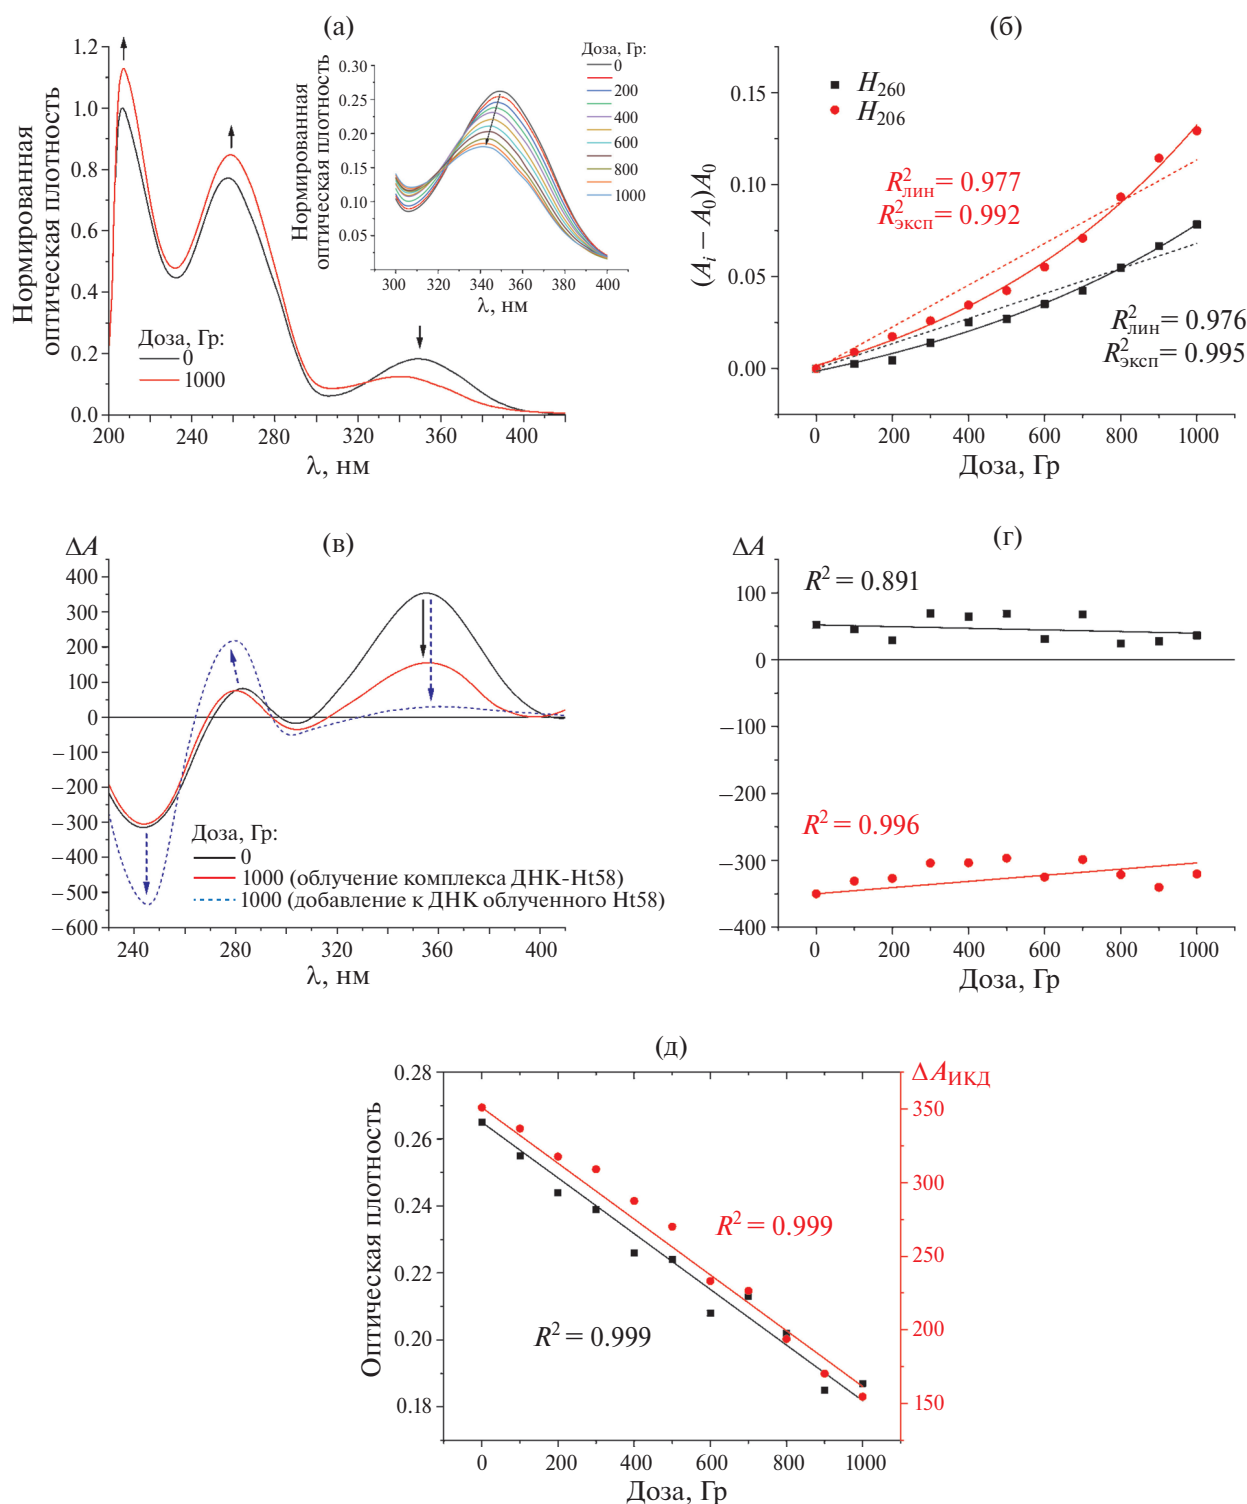 (а)
Нормированная
оптическая плотность
1.2
1.0
0.8
0.6
0.4
0.2
0.0
200
240
280
320
360
400
λ, нм
Доза, Гр:
0
1000
Нормированная
оптическая плотность
0.30
0.25
0.20
0.15
0.10
0.05
300
320
340
360
380
400
λ, нм
Доза, Гр:
0
200
400
600
800
1000
(б)
(Ai – A0)A0
0.15
0.10
0.05
0.00
0
200
400
600
800
1000
Доза, Гр
H260
H206
R²лин = 0.977
R²эксп = 0.992
R²лин = 0.976
R²эксп = 0.995
(в)
ΔA
400
300
200
100
0
–100
–200
–300
–400
–500
–600
240
280
320
360
400
λ, нм
Доза, Гр:
0
1000 (облучение комплекса ДНК-Ht58)
1000 (добавление к ДНК облученного Ht58)
(г)
ΔA
100
0
–100
–200
–300
–400
0
200
400
600
800
1000
Доза, Гр
R² = 0.891
R² = 0.996
(д)
Оптическая плотность
0.28
0.26
0.24
0.22
0.20
0.18
0
200
400
600
800
1000
Доза, Гр
ΔAИКД
350
300
250
200
150
R² = 0.999
R² = 0.999